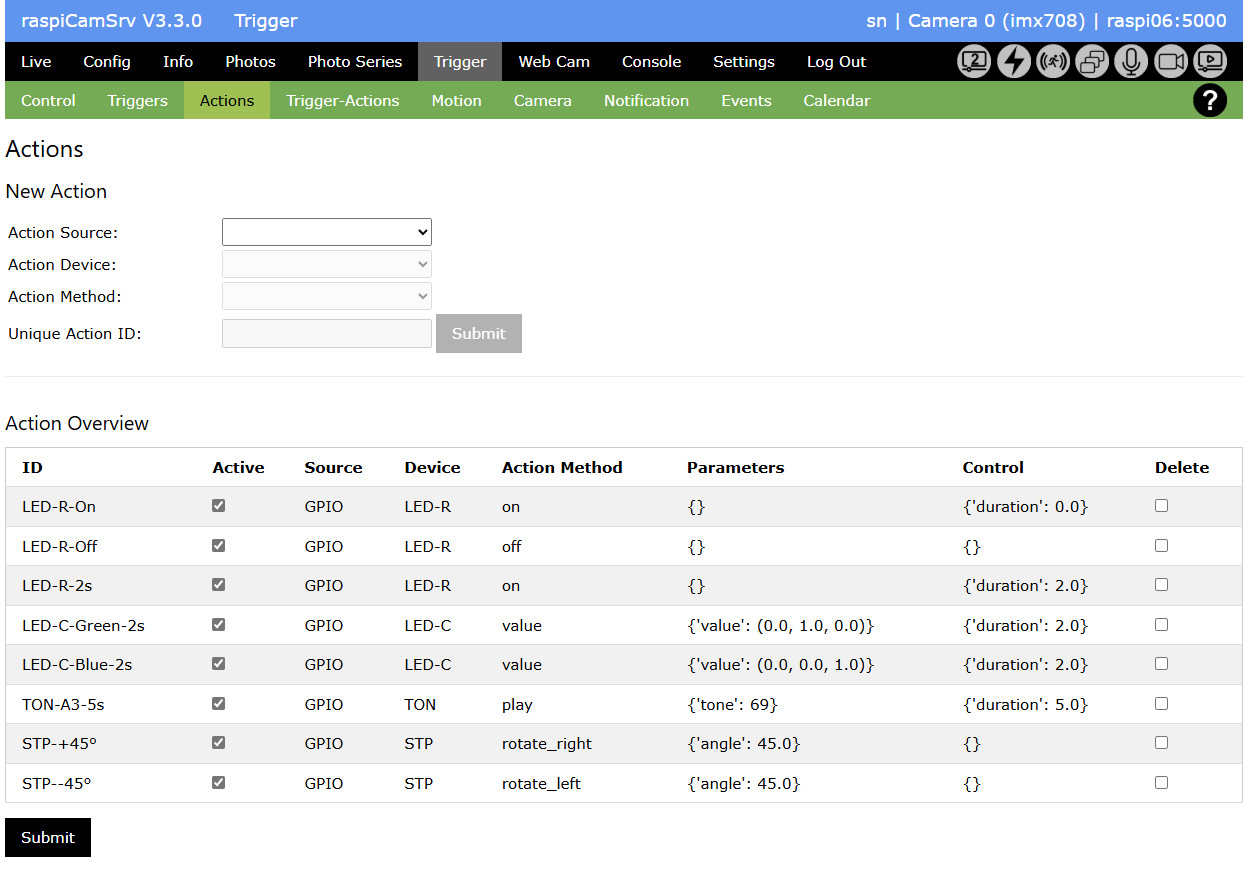 raspiCamSrv V3.3.0 Trigger sn | Camera 0 (imx708) | raspi06:5000
Live Config Info Photos Photo Series Trigger Web Cam Console Settings Log Out 2
Control Triggers Actions Trigger-Actions Motion Camera Notification Events Calendar ?
Actions
New Action
Action Source:
Action Device:
Action Method:
Unique Action ID: Submit
Action Overview
ID Active Source Device Action Method Parameters Control Delete
LED-R-On GPIO LED-R on {} {'duration': 0.0}
LED-R-Off GPIO LED-R off {} {}
LED-R-2s GPIO LED-R on {} {'duration': 2.0}
LED-C-Green-2s GPIO LED-C value {'value': (0.0, 1.0, 0.0)} {'duration': 2.0}
LED-C-Blue-2s GPIO LED-C value {'value': (0.0, 0.0, 1.0)} {'duration': 2.0}
TON-A3-5s GPIO TON play {'tone': 69} {'duration': 5.0}
STP-+45º GPIO STP rotate_right {'angle': 45.0} {}
STP--45º GPIO STP rotate_left {'angle': 45.0} {}
Submit